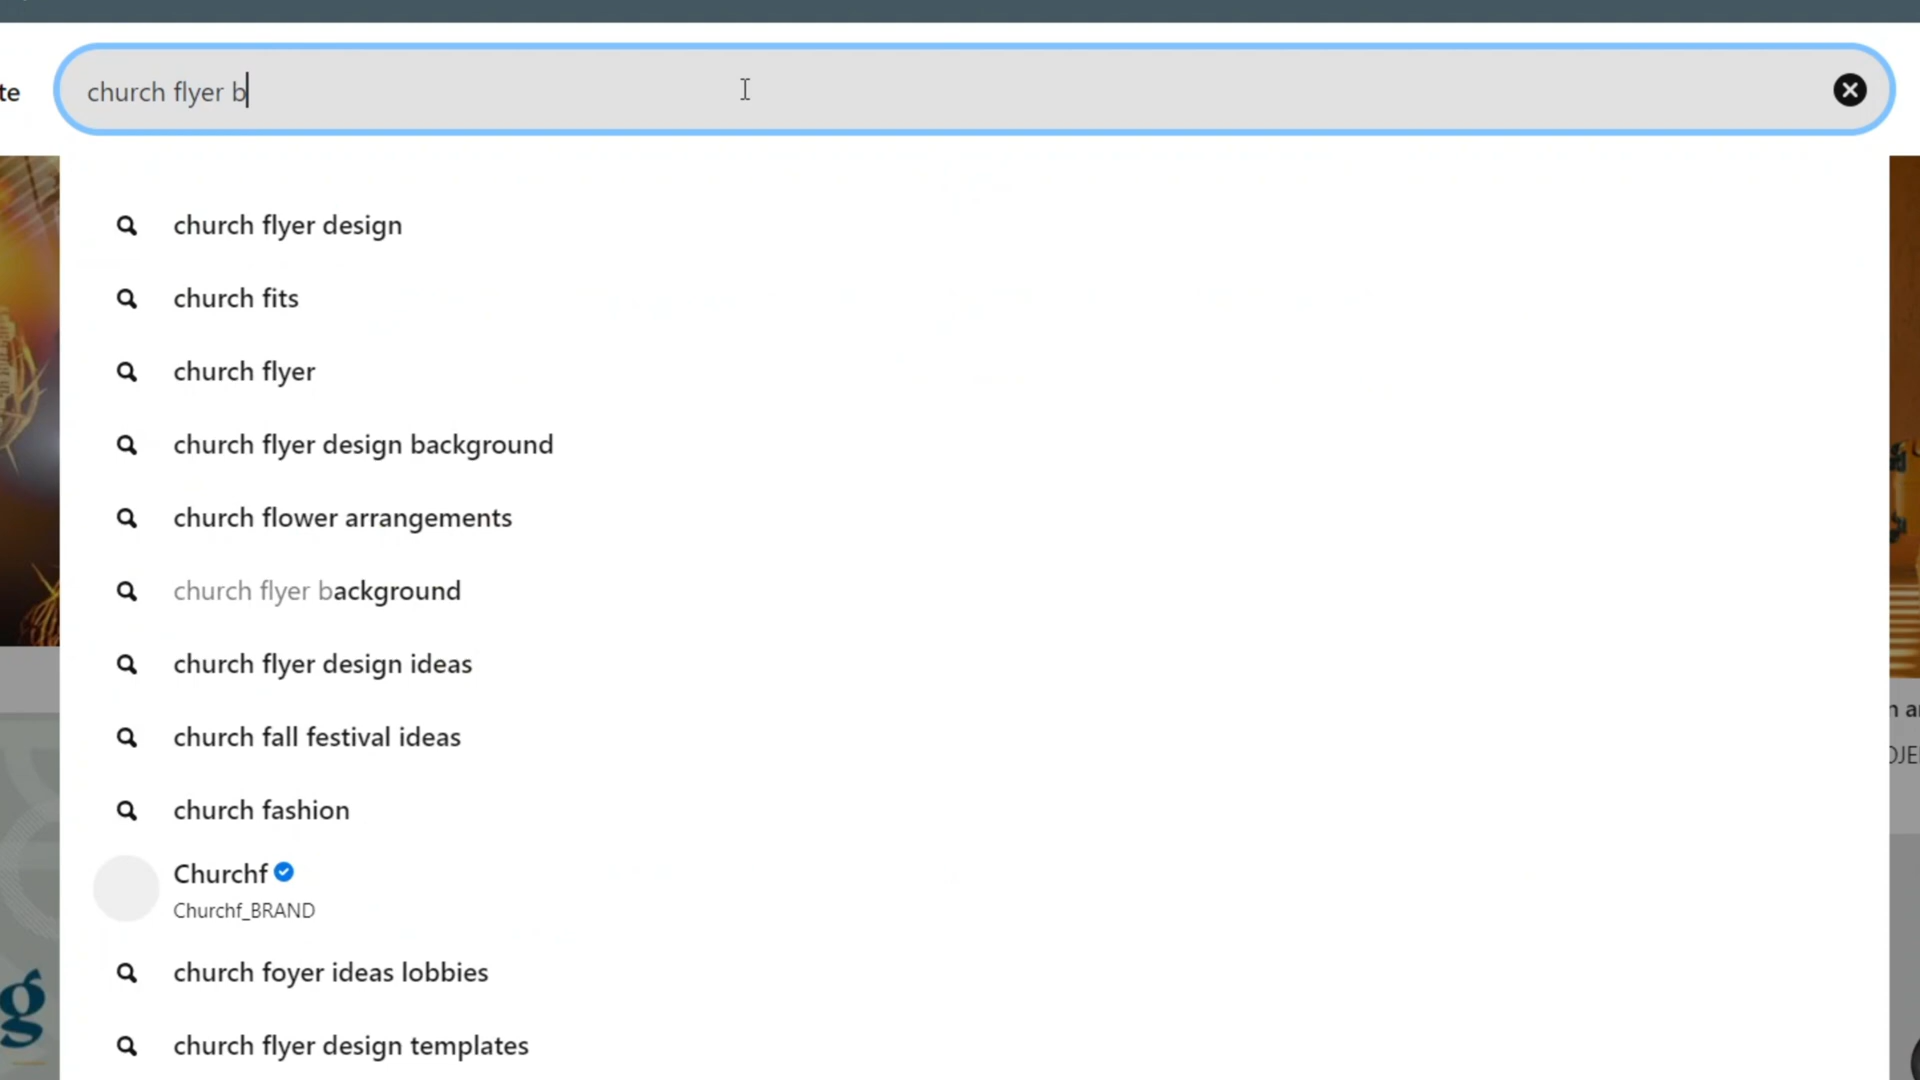 te
church flyer b
church flyer design
church fits
church flyer
church flyer design background
church flower arrangements
church flyer background
church flyer design ideas
church fall festival ideas
church fashion
Churchf
Churchf_BRAND
church foyer ideas lobbies
church flyer design templates
g